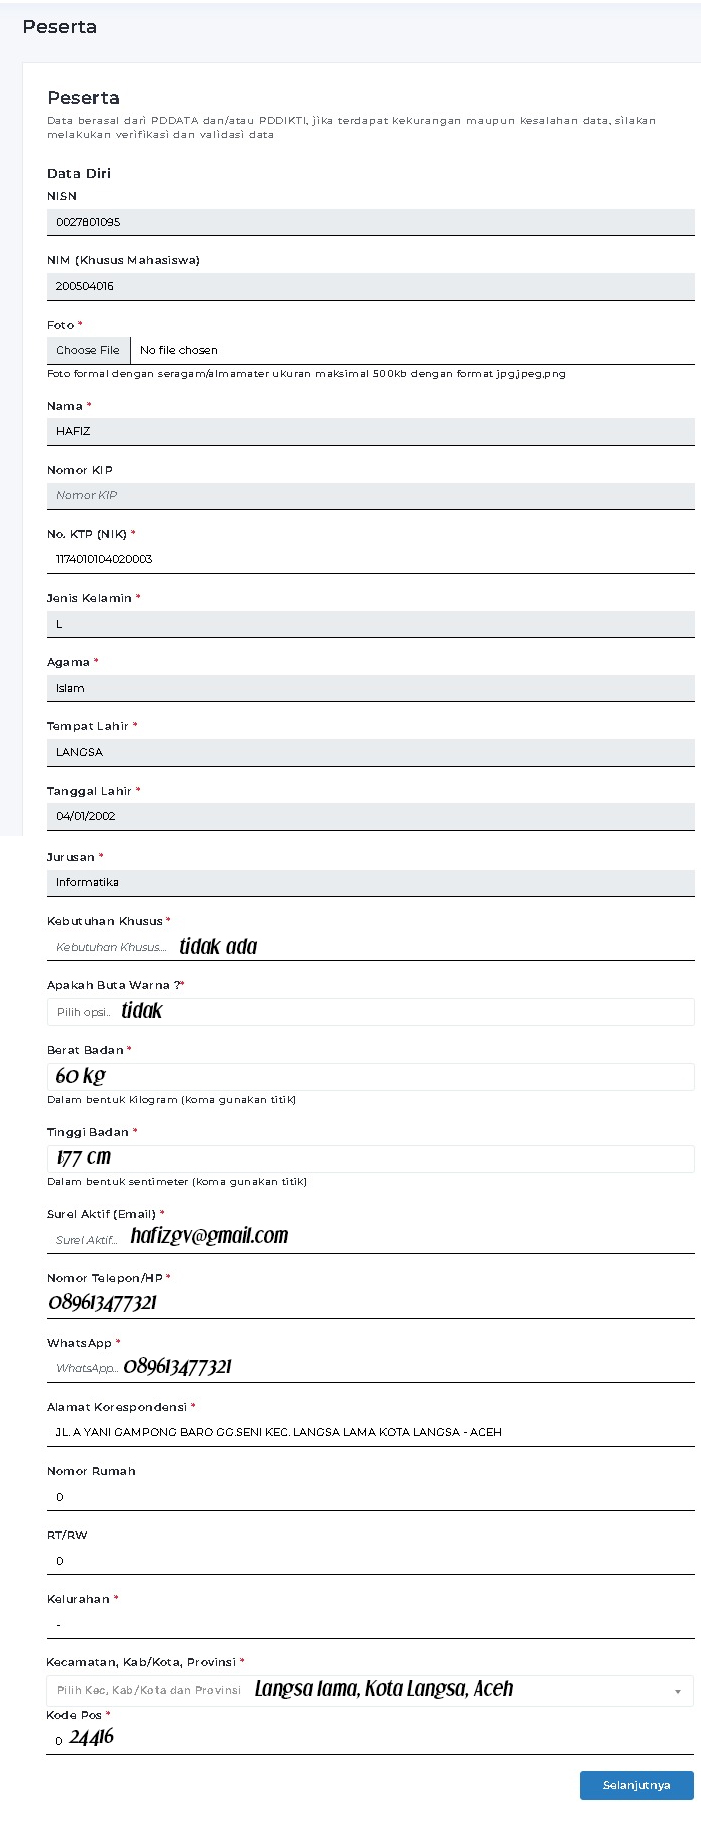 Peserta
Peserta
Data berasal dari PDDATA dan/atau PDDIKTI, jika terdapat kekurangan maupun kesalahan data, silakan
melakukan verifikasi dan validasi data
Data Diri
NISN
0027801095
NIM (Khusus Mahasiswa)
200504016
Foto *
Choose File No file chosen
Foto formal dengan seragam/almamater ukuran maksimal 500kb dengan format jpg,jpeg,png
Nama *
HAFIZ
Nomor KIP
Nomor KIP
No. KTP (NIK) *
1174010104020003
Jenis Kelamin *
L
Agama *
Islam
Tempat Lahir *
LANGSA
Tanggal Lahir *
04/01/2002
Jurusan *
Informatika
Kebutuhan Khusus *
Kebutuhan Khusus... tidak ada
Apakah Buta Warna ?*
Pilih opsi.. tidak
Berat Badan *
60 kg
Dalam bentuk Kilogram (koma gunakan titik)
Tinggi Badan *
177 cm
Dalam bentuk sentimeter (koma gunakan titik)
Surel Aktif (Email) *
Surel Aktif... hafizgv@gmail.com
Nomor Telepon/HP *
089613477321
WhatsApp *
WhatsApp... 089613477321
Alamat Korespondensi *
JL. A YANI GAMPONG BARO GG.SENI KEC. LANGSA LAMA KOTA LANGSA - ACEH
Nomor Rumah
0
RT/RW
0
Kelurahan *
-
Kecamatan, Kab/Kota, Provinsi *
Pilih Kec, Kab/Kota dan Provinsi Langsa lama, Kota Langsa, Aceh
Kode Pos *
0 24416
Selanjutnya